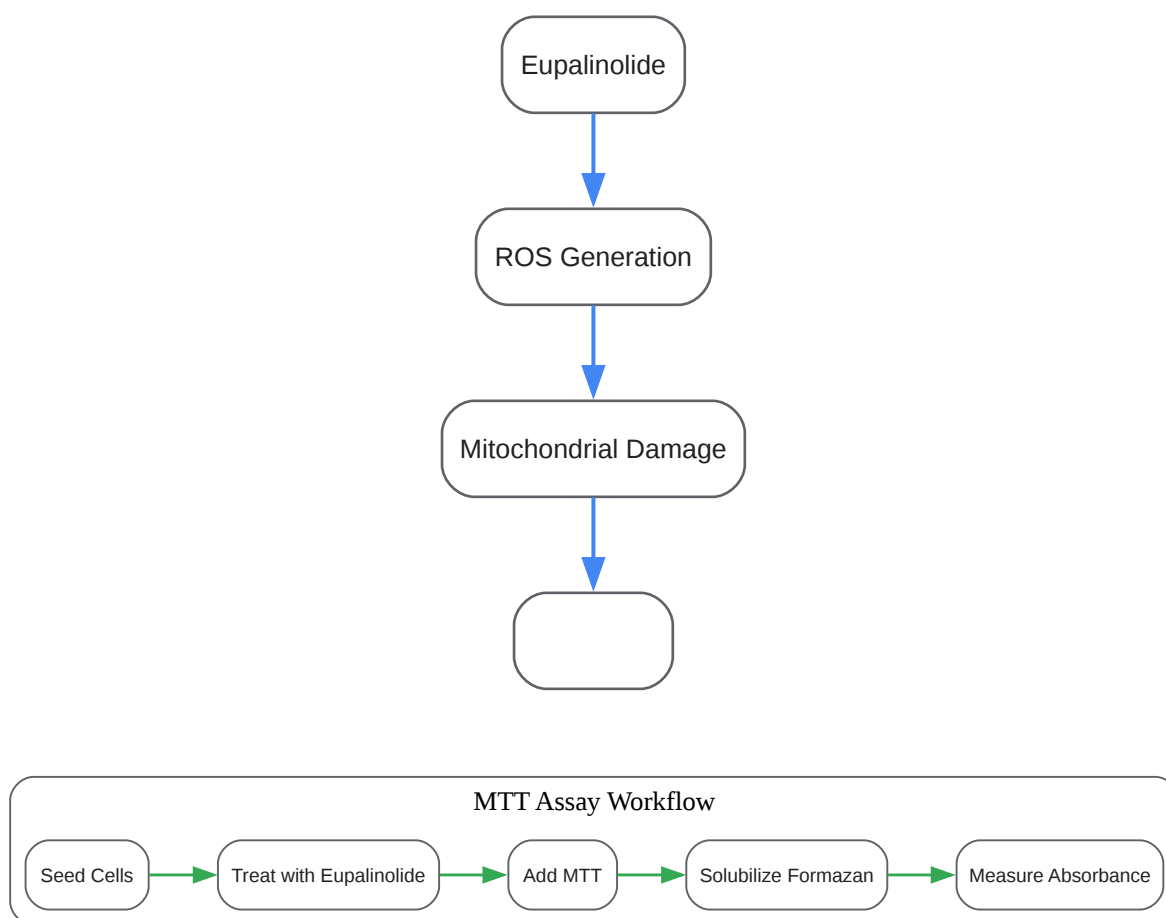 Eupalinolide
ROS Generation
Mitochondrial Damage
MTT Assay Workflow
Seed Cells
Treat with Eupalinolide
Add MTT
Solubilize Formazan
Measure Absorbance